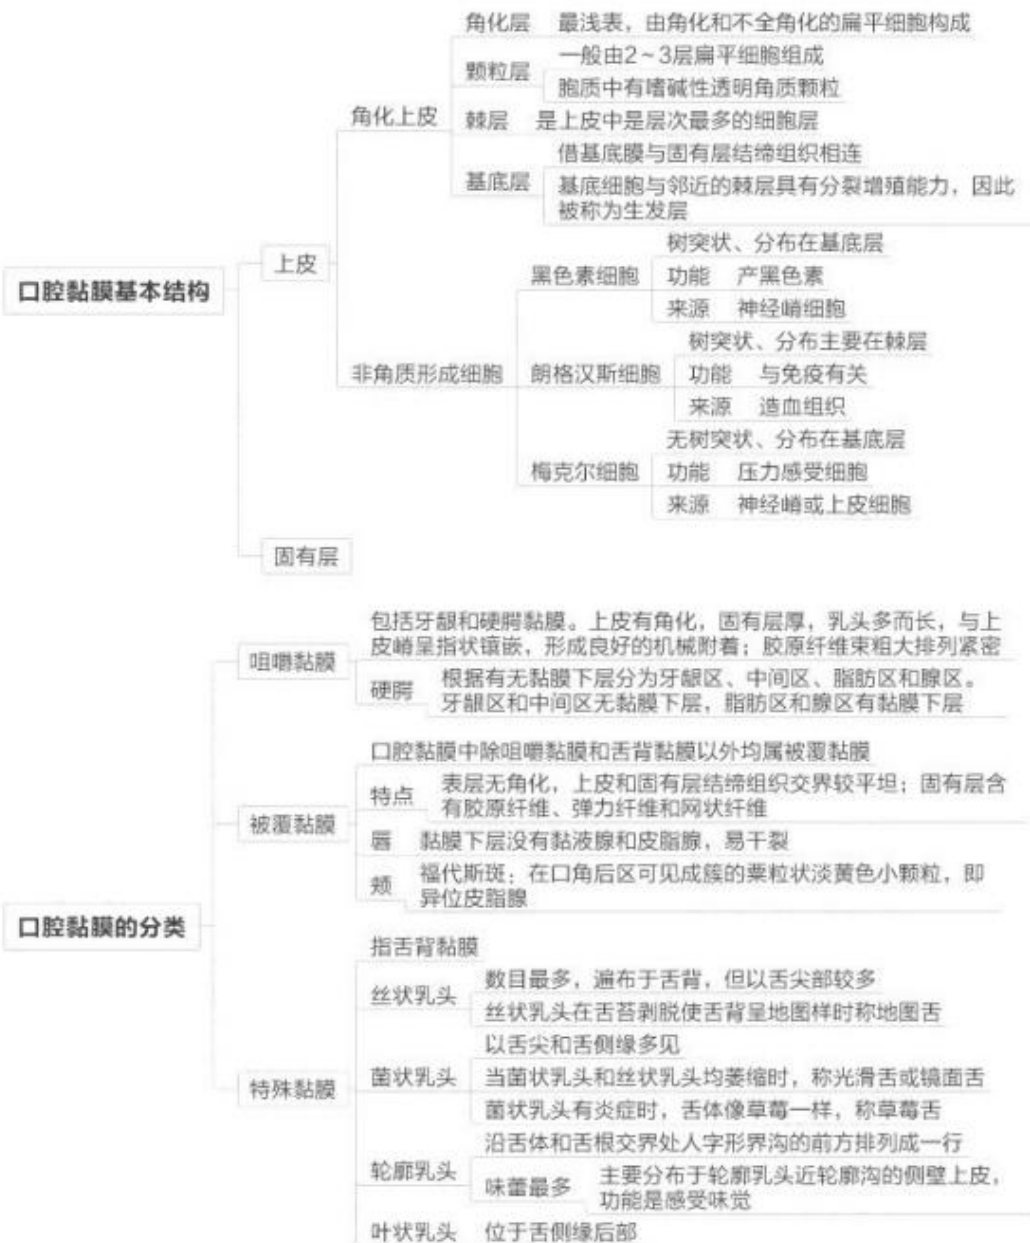 口腔黏膜基本结构
上皮
角化上皮
角化层 最浅表，由角化和不全角化的扁平细胞构成
颗粒层
一般由2～3层扁平细胞组成
胞质中有嗜碱性透明角质颗粒
棘层 是上皮中是层次最多的细胞层
基底层
借基底膜与固有层结缔组织相连
基底细胞与邻近的棘层具有分裂增殖能力，因此
被称为生发层
非角质形成细胞
黑色素细胞
树突状、分布在基底层
功能 产黑色素
来源 神经嵴细胞
朗格汉斯细胞
树突状、分布主要在棘层
功能 与免疫有关
来源 造血组织
梅克尔细胞
无树突状、分布在基底层
功能 压力感受细胞
来源 神经嵴或上皮细胞
固有层
口腔黏膜的分类
咀嚼黏膜
包括牙龈和硬腭黏膜。上皮有角化，固有层厚，乳头多而长，与上
皮嵴呈指状镶嵌，形成良好的机械附着；胶原纤维束粗大排列紧密
硬腭
根据有无黏膜下层分为牙龈区、中间区、脂肪区和腺区。
牙龈区和中间区无黏膜下层，脂肪区和腺区有黏膜下层
被覆黏膜
口腔黏膜中除咀嚼黏膜和舌背黏膜以外均属被覆黏膜
特点
表层无角化，上皮和固有层结缔组织交界较平坦；固有层含
有胶原纤维、弹力纤维和网状纤维
唇 黏膜下层没有黏液腺和皮脂腺，易干裂
颊
福代斯斑：在口角后区可见成簇的粟粒状淡黄色小颗粒，即
异位皮脂腺
特殊黏膜
指舌背黏膜
丝状乳头
数目最多，遍布于舌背，但以舌尖部较多
丝状乳头在舌苔剥脱使舌背呈地图样时称地图舌
菌状乳头
以舌尖和舌侧缘多见
当菌状乳头和丝状乳头均萎缩时，称光滑舌或镜面舌
菌状乳头有炎症时，舌体像草莓一样，称草莓舌
轮廓乳头
沿舌体和舌根交界处人字形界沟的前方排列成一行
味蕾最多
主要分布于轮廓乳头近轮廓沟的侧壁上皮，
功能是感受味觉
叶状乳头 位于舌侧缘后部